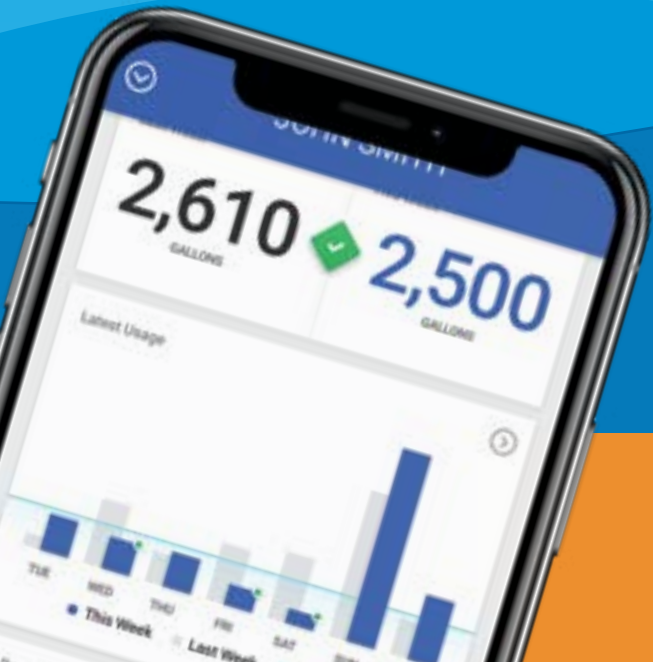 JOHN SMITH
2,610
GALLONS
2,500
GALLONS
Latest Usage
TUE
WED
THU
FRI
SAT
This Week
Last Week